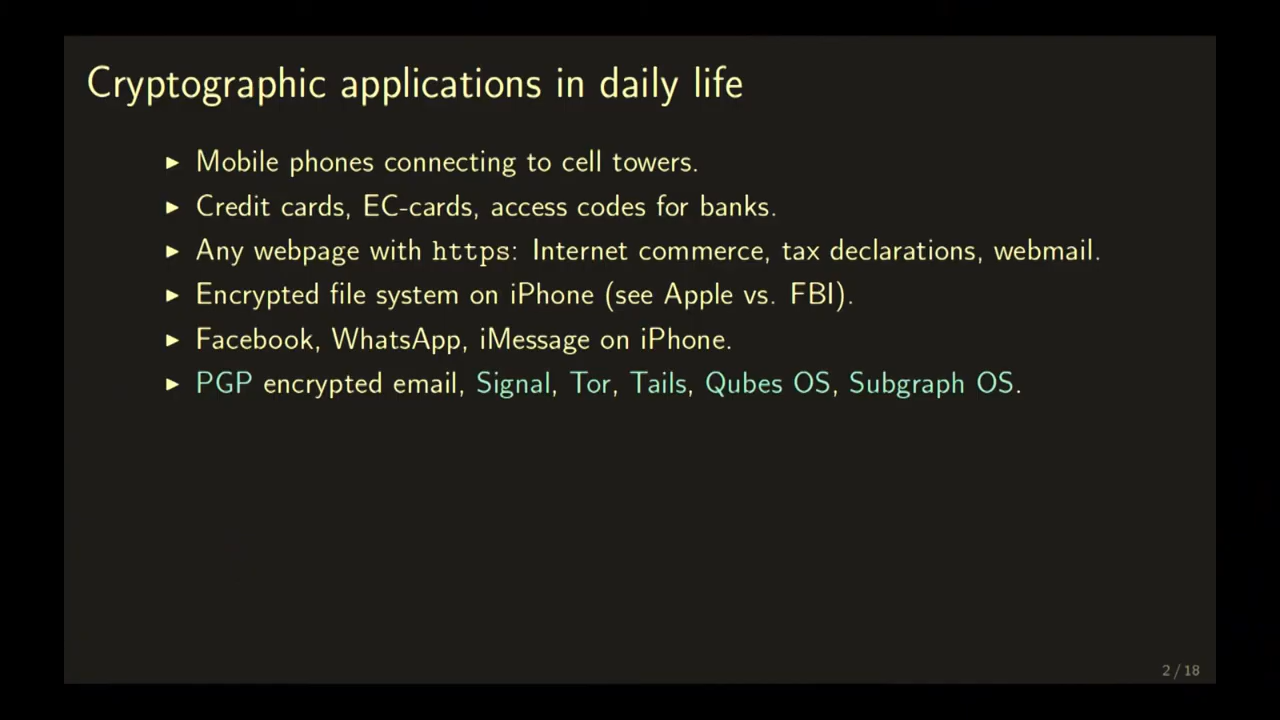 Cryptographic applications in daily life
▶ Mobile phones connecting to cell towers.
▶ Credit cards, EC-cards, access codes for banks.
▶ Any webpage with https: Internet commerce, tax declarations, webmail.
▶ Encrypted file system on iPhone (see Apple vs. FBI).
▶ Facebook, WhatsApp, iMessage on iPhone.
▶ PGP encrypted email, Signal, Tor, Tails, Qubes OS, Subgraph OS.
2 / 18